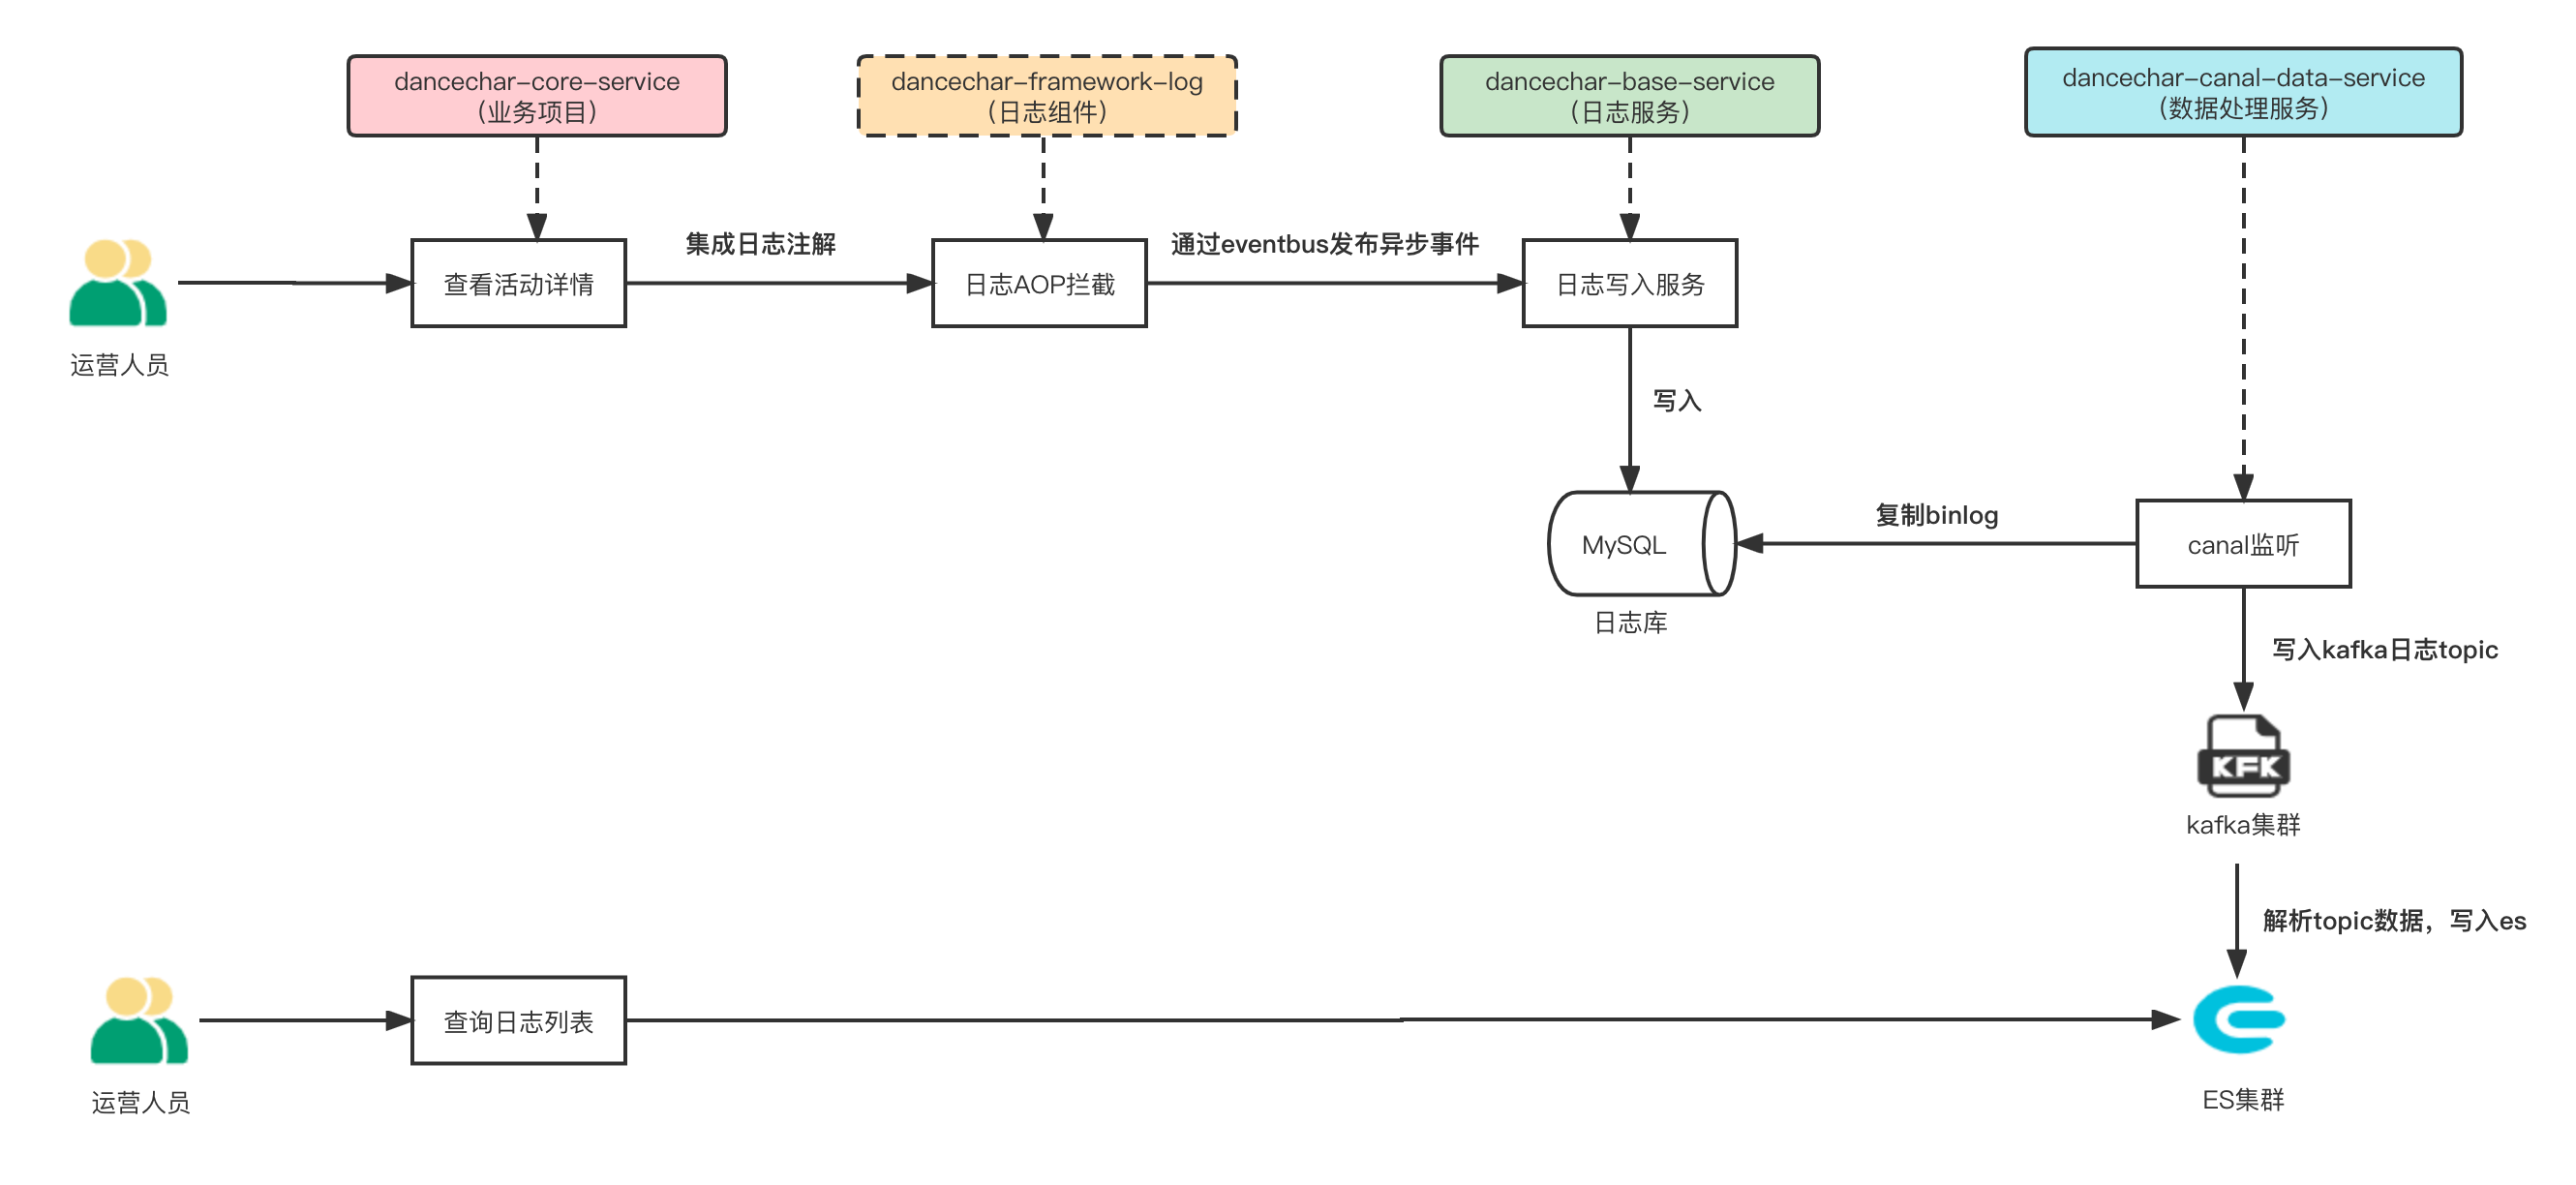 dancechar-core-service
（业务项目）
dancechar-framework-log
（日志组件）
dancechar-base-service
（日志服务）
dancechar-canal-data-service
（数据处理服务）
集成日志注解
通过eventbus发布异步事件
查看活动详情
日志AOP拦截
日志写入服务
运营人员
写入
复制binlog
MySQL
canal监听
日志库
写入kafka日志topic
KFK
kafka集群
解析topic数据，写入es
查询日志列表
运营人员
ES集群